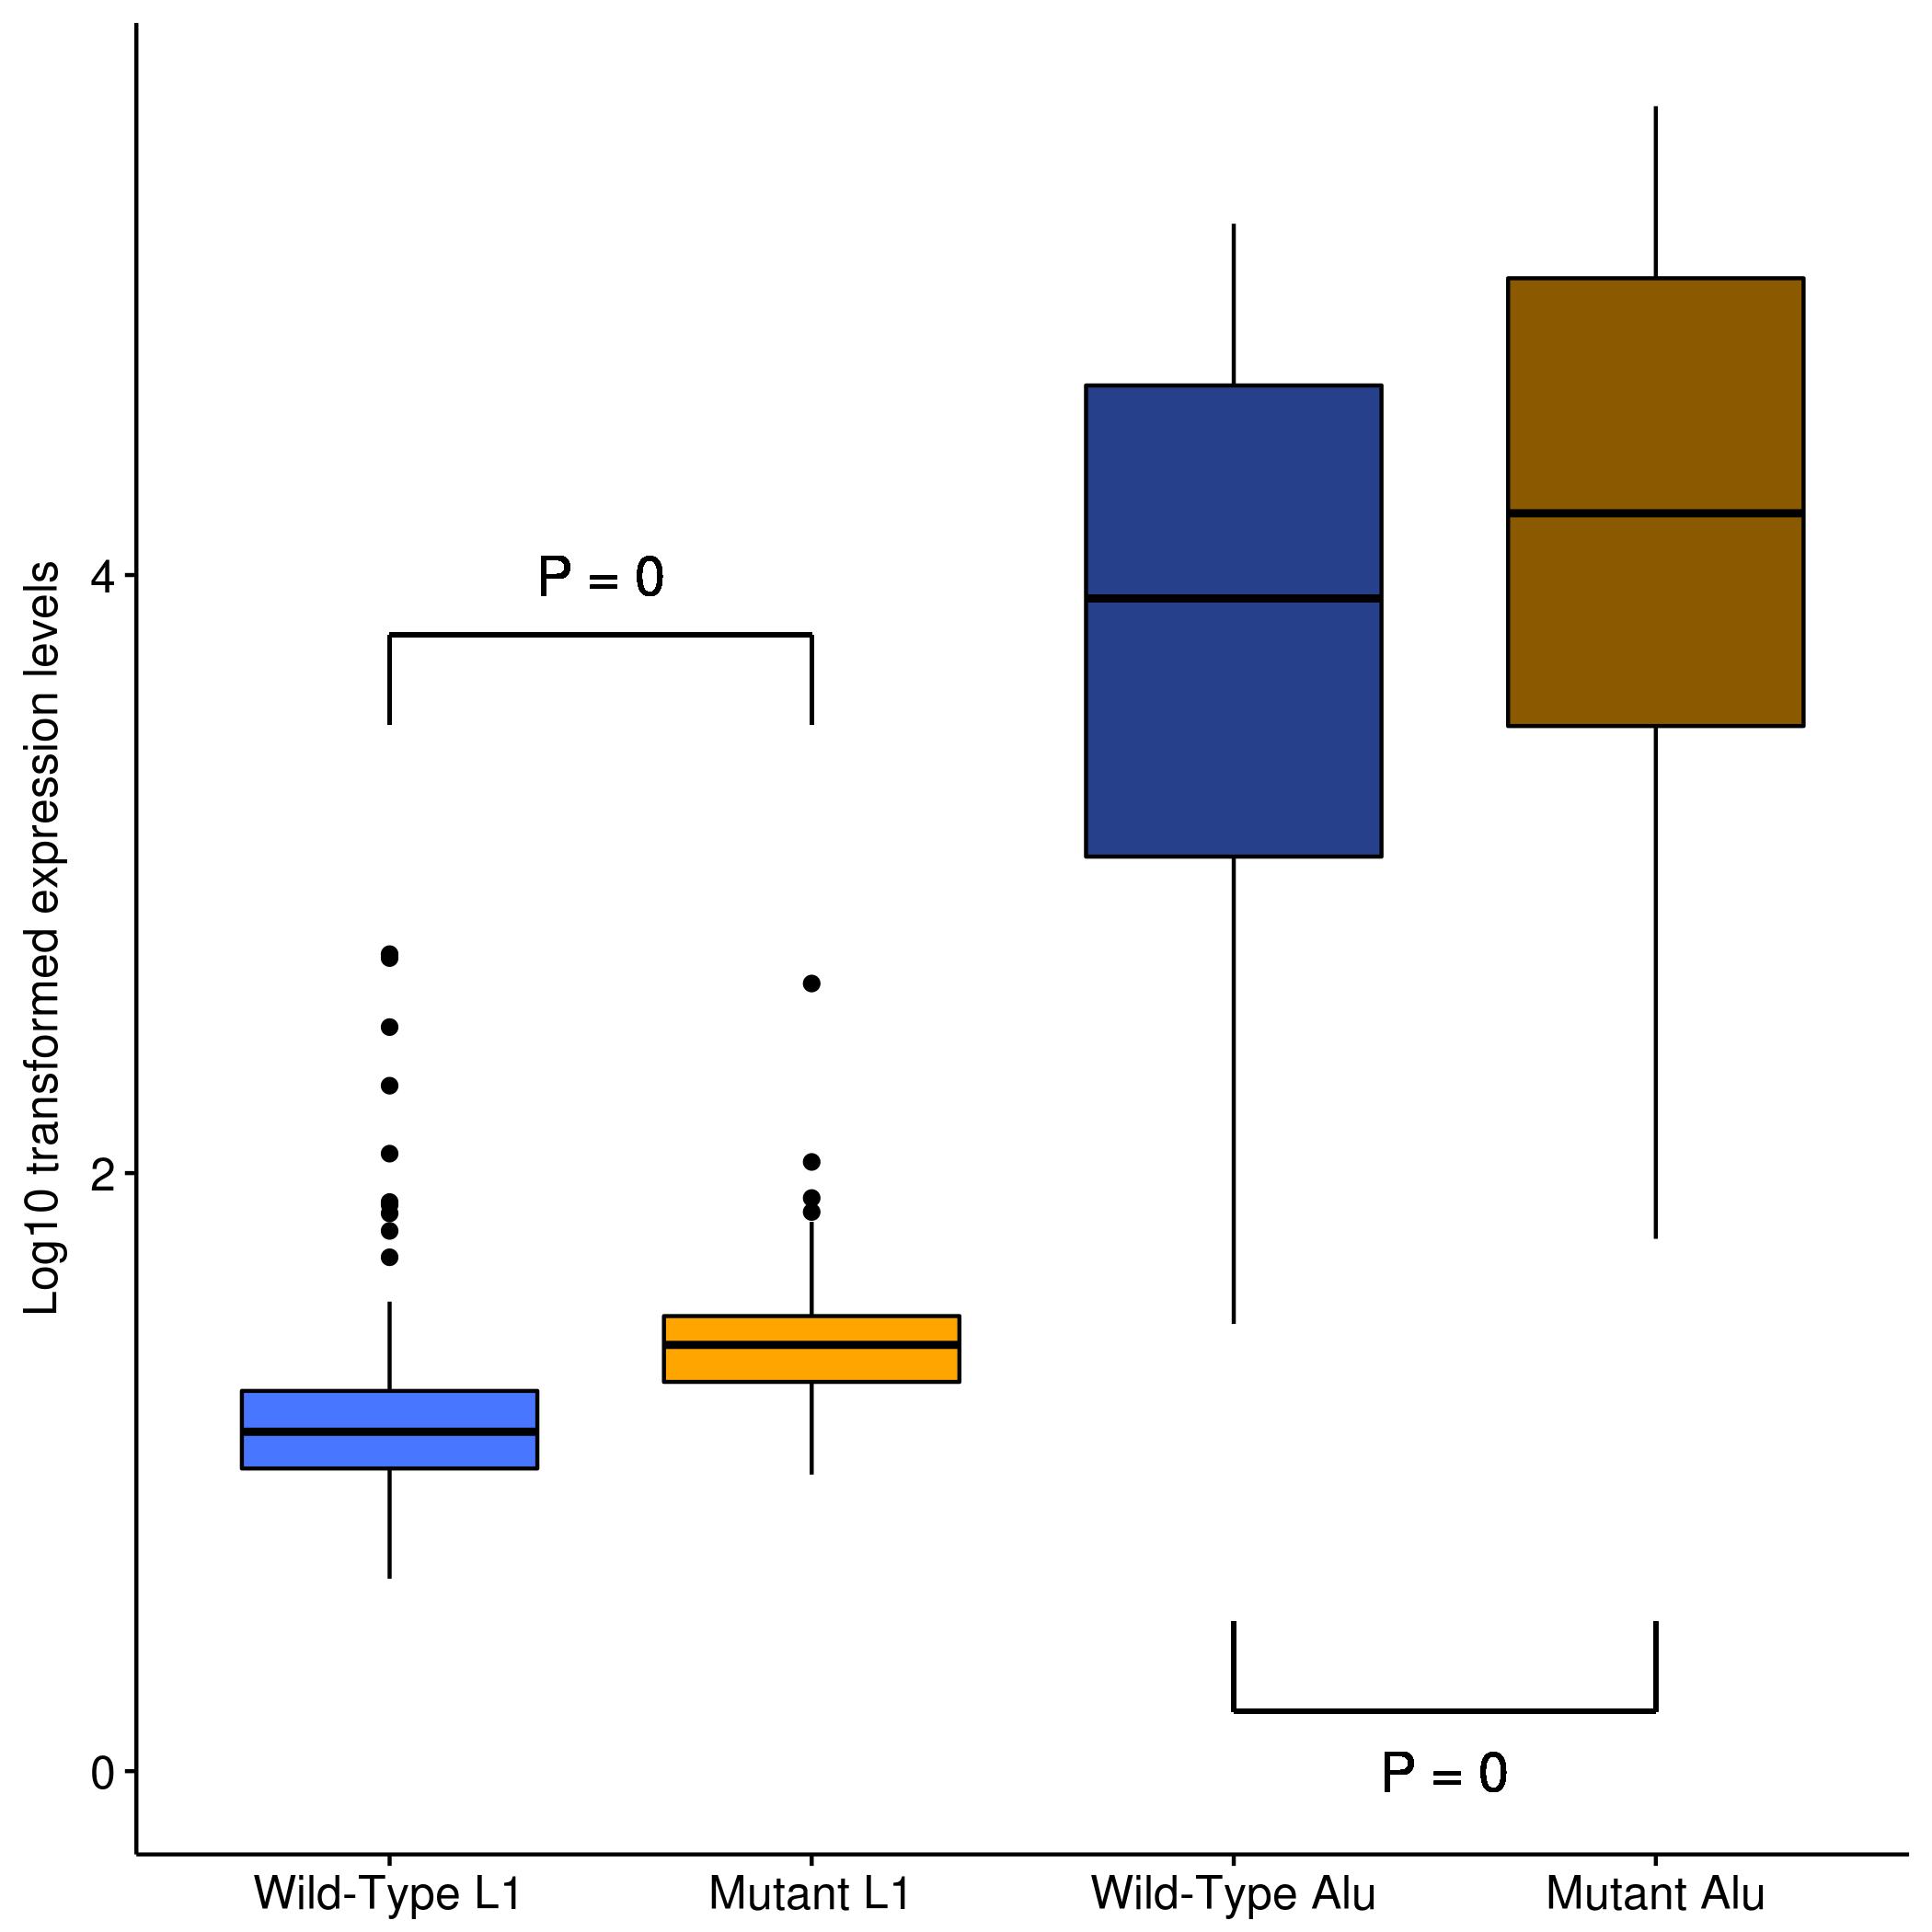 Log10 transformed expression levels
4
2
0
P = 0
P = 0
Wild-Type L1
Mutant L1
Wild-Type Alu
Mutant Alu